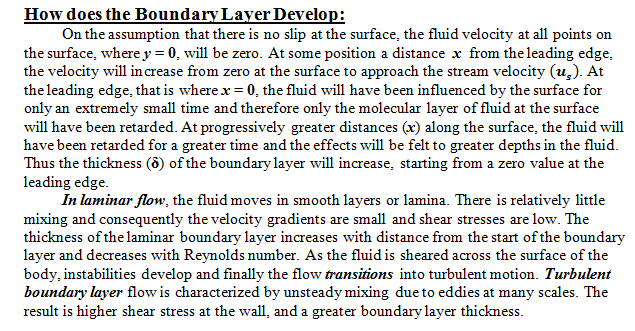 How does the Boundary Layer Develop:
On the assumption that there is no slip at the surface, the fluid velocity at all points on
the surface, where y = 0, will be zero. At some position a distance x from the leading edge,
the velocity will increase from zero at the surface to approach the stream velocity (uₛ). At
the leading edge, that is where x = 0, the fluid will have been influenced by the surface for
only an extremely small time and therefore only the molecular layer of fluid at the surface
will have been retarded. At progressively greater distances (x) along the surface, the fluid will
have been retarded for a greater time and the effects will be felt to greater depths in the fluid.
Thus the thickness (δ) of the boundary layer will increase, starting from a zero value at the
leading edge.
In laminar flow, the fluid moves in smooth layers or lamina. There is relatively little
mixing and consequently the velocity gradients are small and shear stresses are low. The
thickness of the laminar boundary layer increases with distance from the start of the boundary
layer and decreases with Reynolds number. As the fluid is sheared across the surface of the
body, instabilities develop and finally the flow transitions into turbulent motion. Turbulent
boundary layer flow is characterized by unsteady mixing due to eddies at many scales. The
result is higher shear stress at the wall, and a greater boundary layer thickness.